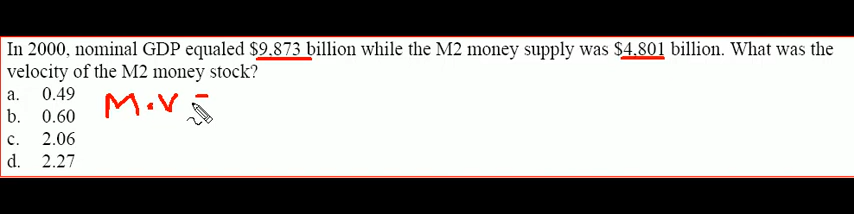 In 2000, nominal GDP equaled $9,873 billion while the M2 money supply was $4,801 billion. What was the
velocity of the M2 money stock?
a. 0.49
b. 0.60
c. 2.06
d. 2.27
M.V